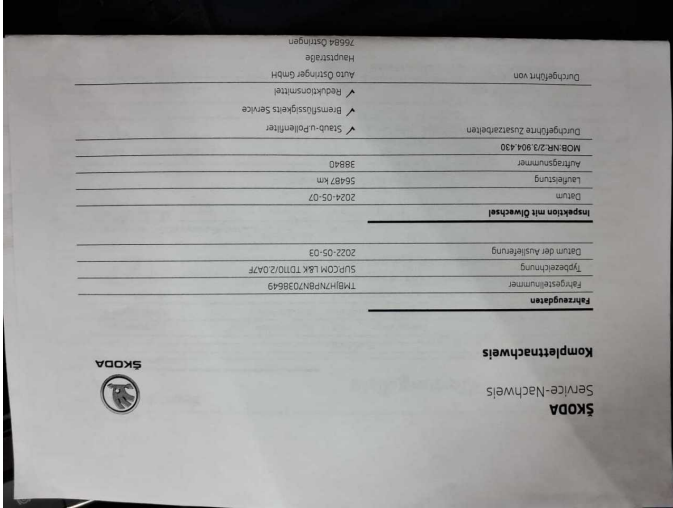 ŠKODA
Service-Nachweis
ŠKODA
Komplettnachweis
Fahrzeugdaten
Fahrgestellnummer TMBJH7NP8N7038649
Typbezeichnung SUP.COM L&K TD110/2.0A7F
Datum der Auslieferung 2022-05-03
Inspektion mit Ölwechsel
Datum 2024-05-07
Laufleistung 56487 km
Auftragsnummer 38840
MOB:NR:2/3.904.430
Durchgeführte Zusatzarbeiten ✓ Staub-u.Pollenfilter
✓ Bremsflüssigkeits Service
✓ Reduktionsmittel
Durchgeführt von Auto Östringer GmbH
Hauptstraße
76684 Östringen